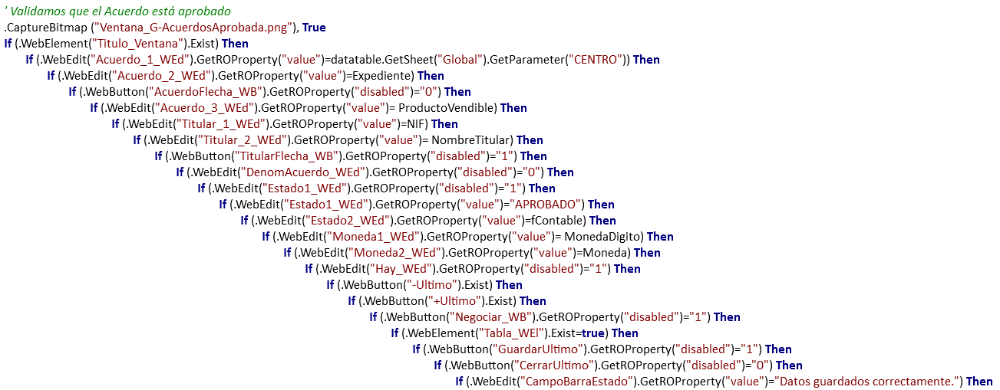 ' Validamos que el Acuerdo está aprobado
.CaptureBitmap ("Ventana_G-AcuerdosAprobada.png"), True
If (.WebElement("Titulo_Ventana").Exist) Then
If (.WebEdit("Acuerdo_1_WEd").GetROProperty("value")=datatable.GetSheet("Global").GetParameter("CENTRO")) Then
If (.WebEdit("Acuerdo_2_WEd").GetROProperty("value")=Expediente) Then
If (.WebButton("AcuerdoFlecha_WB").GetROProperty("disabled")="0") Then
If (.WebEdit("Acuerdo_3_WEd").GetROProperty("value")= ProductoVendible) Then
If (.WebEdit("Titular_1_WEd").GetROProperty("value")=NIF) Then
If (.WebEdit("Titular_2_WEd").GetROProperty("value")= NombreTitular) Then
If (.WebButton("TitularFlecha_WB").GetROProperty("disabled")="1") Then
If (.WebEdit("DenomAcuerdo_WEd").GetROProperty("disabled")="0") Then
If (.WebEdit("Estado1_WEd").GetROProperty("disabled")="1") Then
If (.WebEdit("Estado1_WEd").GetROProperty("value")="APROBADO") Then
If (.WebEdit("Estado2_WEd").GetROProperty("value")=fContable) Then
If (.WebEdit("Moneda1_WEd").GetROProperty("value")= MonedaDigito) Then
If (.WebEdit("Moneda2_WEd").GetROProperty("value")=Moneda) Then
If (.WebEdit("Hay_WEd").GetROProperty("disabled")="1") Then
If (.WebButton("-Ultimo").Exist) Then
If (.WebButton("+Ultimo").Exist) Then
If (.WebButton("Negociar_WB").GetROProperty("disabled")="1") Then
If (.WebElement("Tabla_WEl").Exist=true) Then
If (.WebButton("GuardarUltimo").GetROProperty("disabled")="1") Then
If (.WebButton("CerrarUltimo").GetROProperty("disabled")="0") Then
If (.WebEdit("CampoBarraEstado").GetROProperty("value")="Datos guardados correctamente.") Then